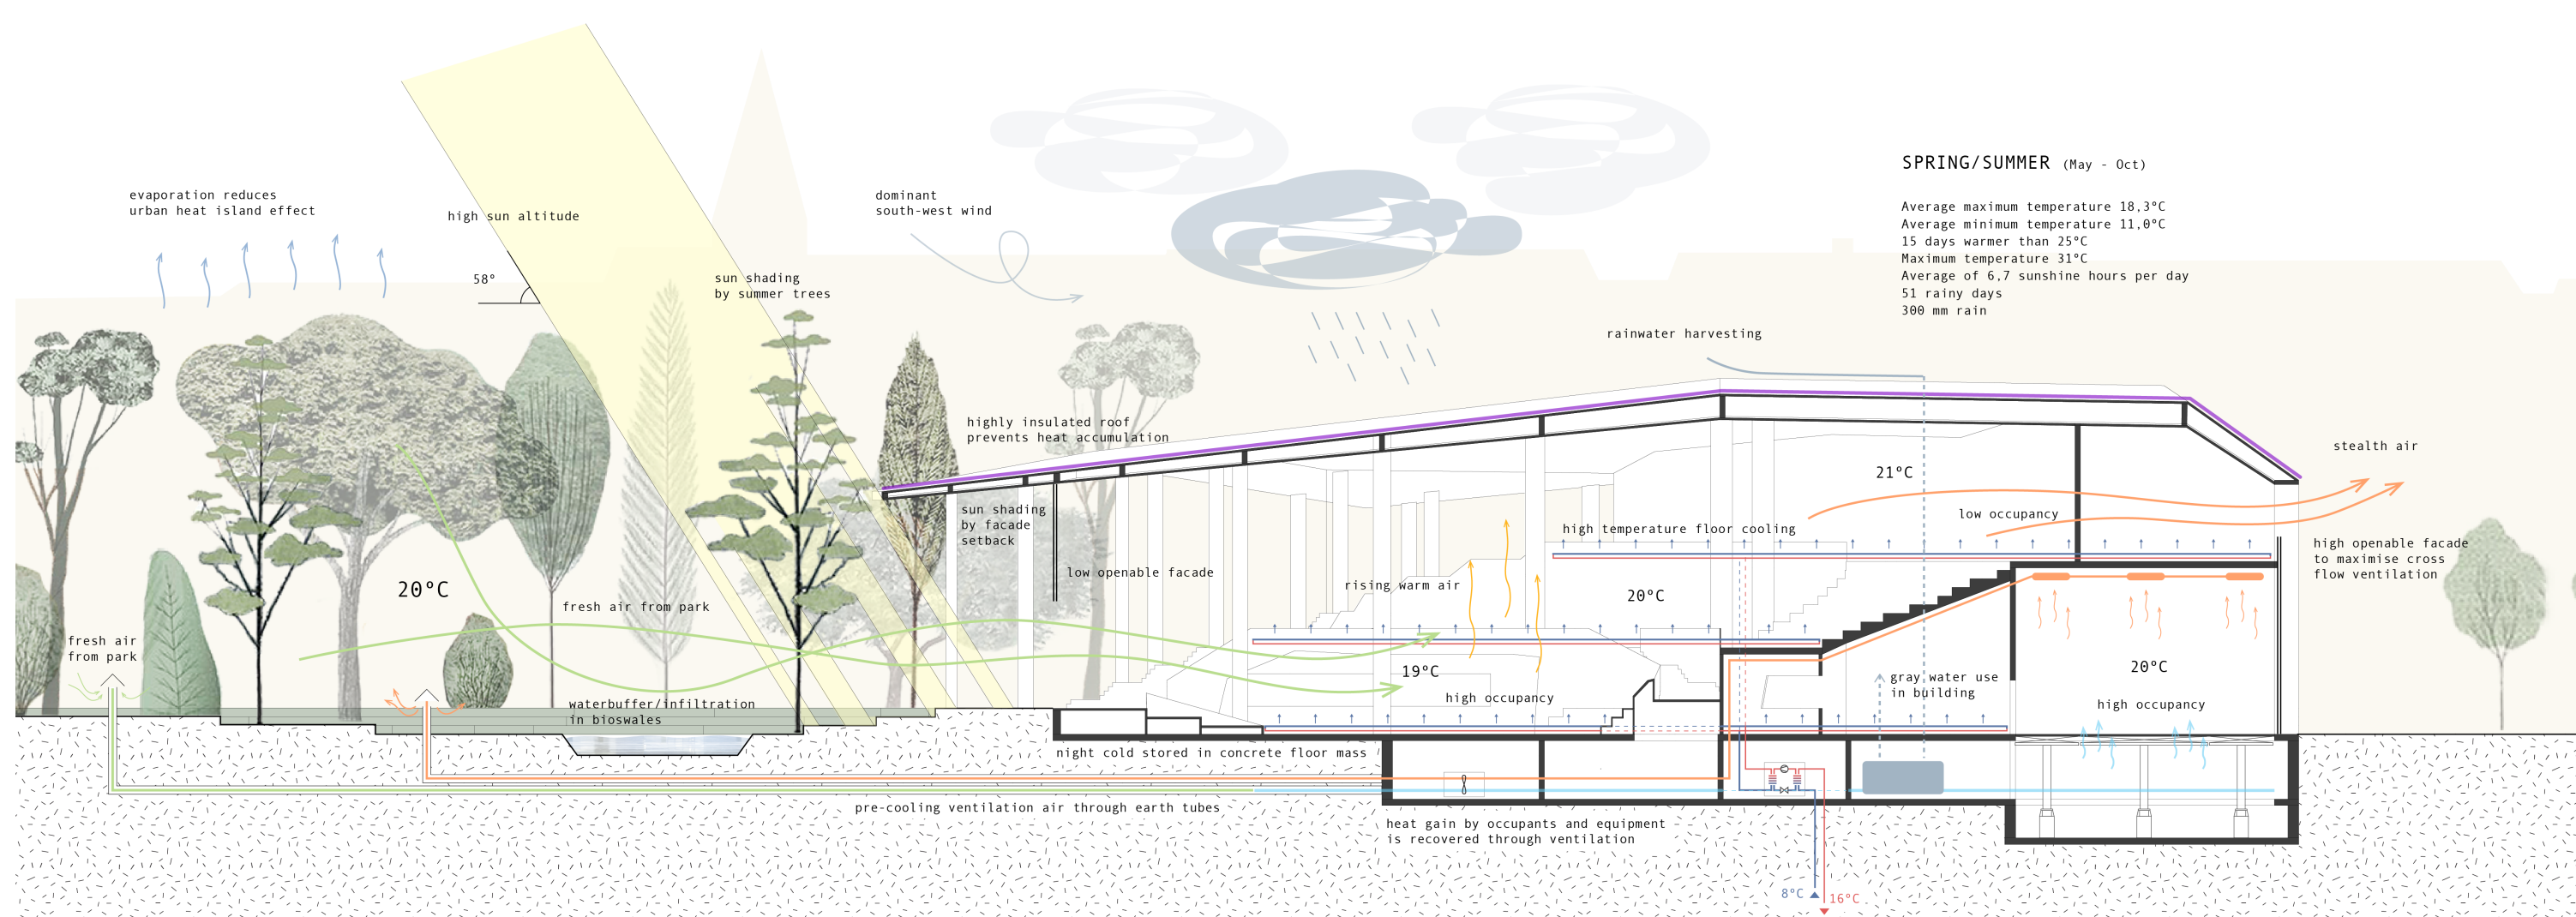 SPRING/SUMMER (May - Oct)
Average maximum temperature 18,3°C
Average minimum temperature 11,0°C
15 days warmer than 25°C
Maximum temperature 31°C
Average of 6,7 sunshine hours per day
51 rainy days
300 mm rain
evaporation reduces
urban heat island effect
high sun altitude
58°
dominant
south-west wind
sun shading
by summer trees
rainwater harvesting
highly insulated roof
prevents heat accumulation
stealth air
21°C
sun shading
by facade
setback
low occupancy
high temperature floor cooling
high openable facade
to maximise cross
flow ventilation
low openable facade
rising warm air
20°C
20°C
fresh air from park
fresh air
from park
19°C
20°C
high occupancy
gray water use
in building
high occupancy
waterbuffer/infiltration
in bioswales
night cold stored in concrete floor mass
pre-cooling ventilation air through earth tubes
heat gain by occupants and equipment
is recovered through ventilation
8°C
16°C